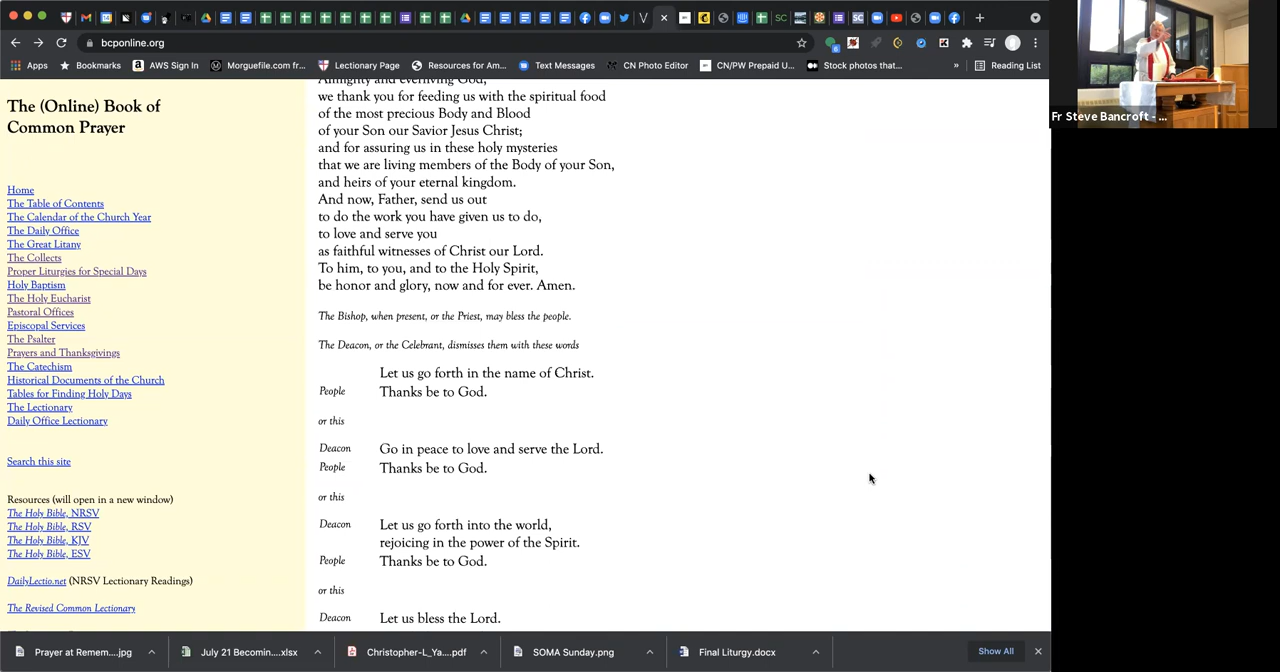 bcponline.org
Apps
Bookmarks
AWS Sign In
Morguefile.com fr...
Lectionary Page
Resources for Am...
Text Messages
CN Photo Editor
CN/PW Prepaid U...
Stock photos that...
»
Reading List
Fr Steve Bancroft - ...
The (Online) Book of
Common Prayer
Home
The Table of Contents
The Calendar of the Church Year
The Daily Office
The Great Litany
The Collects
Proper Liturgies for Special Days
Holy Baptism
The Holy Eucharist
Pastoral Offices
Episcopal Services
The Psalter
Prayers and Thanksgivings
The Catechism
Historical Documents of the Church
Tables for Finding Holy Days
The Lectionary
Daily Office Lectionary
Search this site
Resources (will open in a new window)
The Holy Bible, NRSV
The Holy Bible, RSV
The Holy Bible, KJV
The Holy Bible, ESV
DailyLectio.net (NRSV Lectionary Readings)
The Revised Common Lectionary
Almighty and everliving God,
we thank you for feeding us with the spiritual food
of the most precious Body and Blood
of your Son our Savior Jesus Christ;
and for assuring us in these holy mysteries
that we are living members of the Body of your Son,
and heirs of your eternal kingdom.
And now, Father, send us out
to do the work you have given us to do,
to love and serve you
as faithful witnesses of Christ our Lord.
To him, to you, and to the Holy Spirit,
be honor and glory, now and for ever. Amen.
The Bishop, when present, or the Priest, may bless the people.
The Deacon, or the Celebrant, dismisses them with these words
Let us go forth in the name of Christ.
People Thanks be to God.
or this
Deacon Go in peace to love and serve the Lord.
People Thanks be to God.
or this
Deacon Let us go forth into the world,
rejoicing in the power of the Spirit.
People Thanks be to God.
or this
Deacon Let us bless the Lord.
Prayer at Remem....jpg
July 21 Becomin....xlsx
Christopher-L_Ya....pdf
SOMA Sunday.png
Final Liturgy.docx
Show All